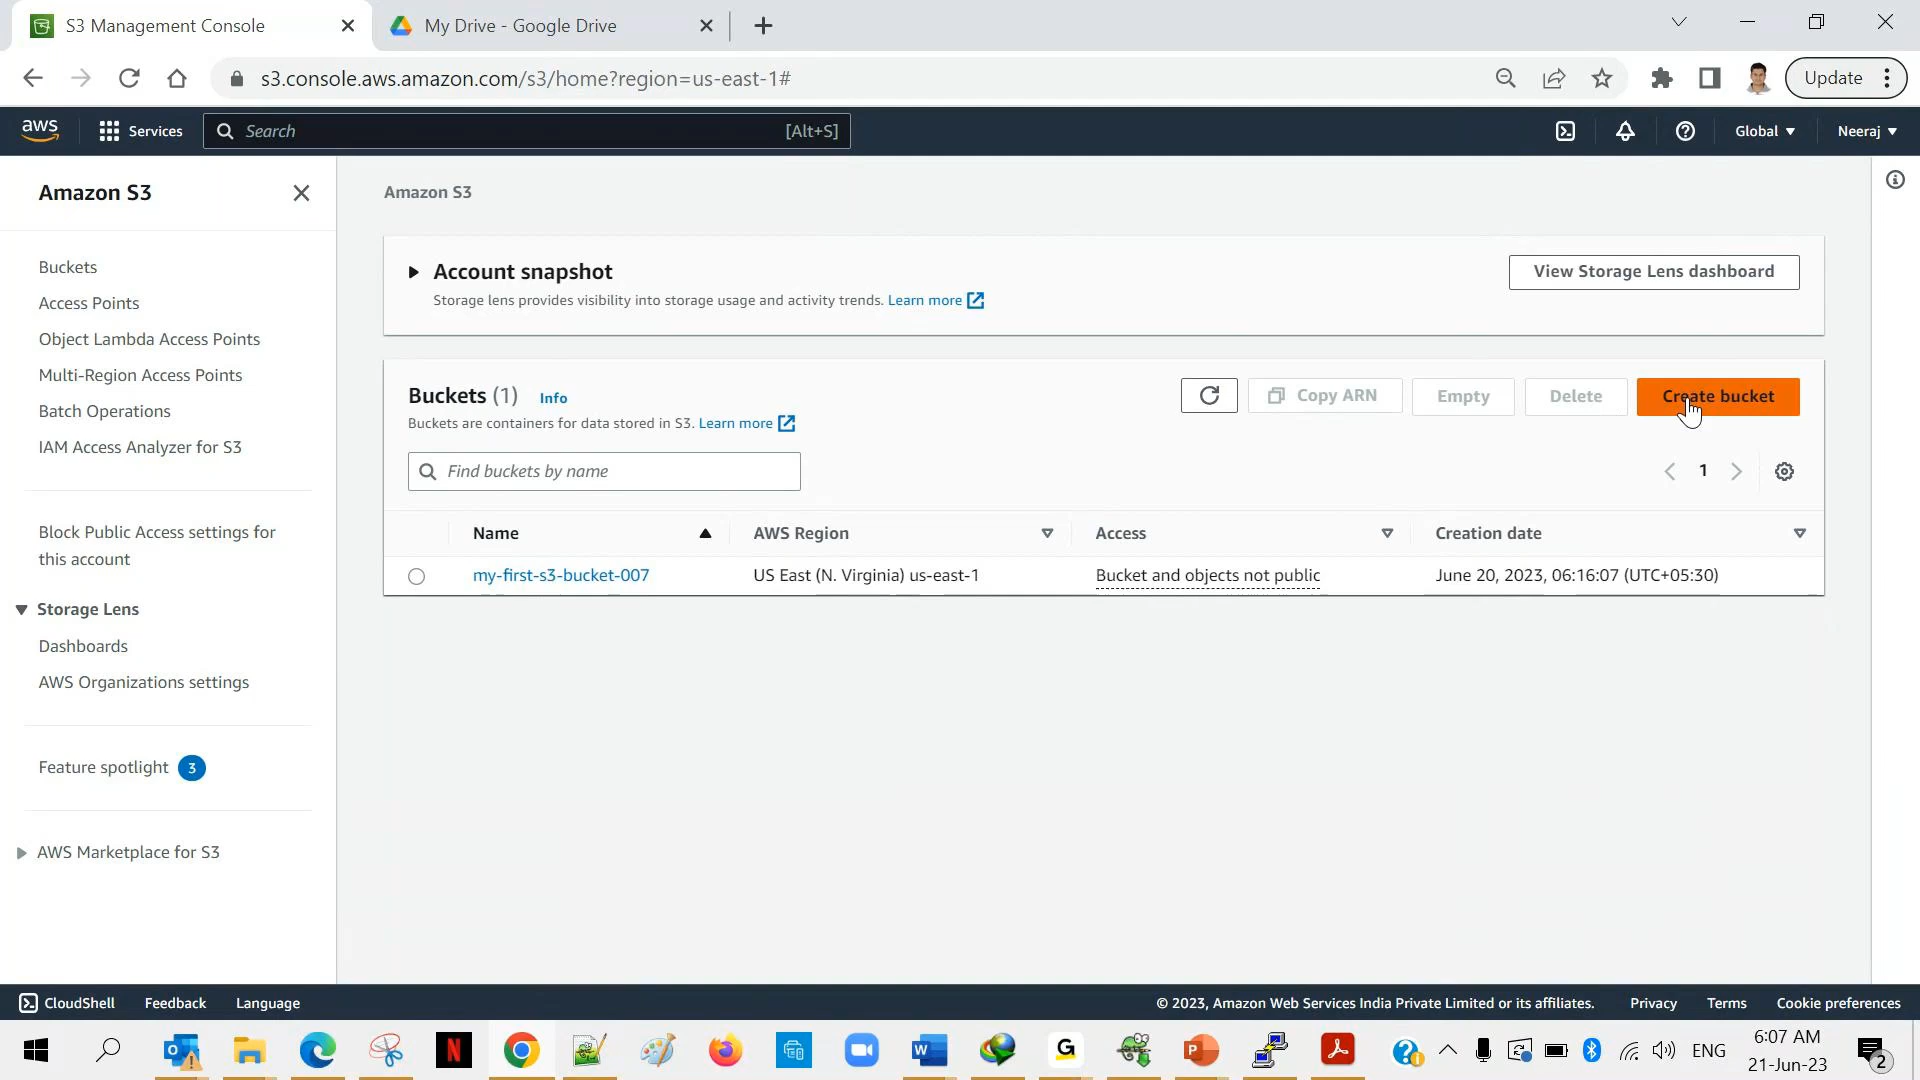 S3 Management Console
My Drive - Google Drive
s3.console.aws.amazon.com/s3/home?region=us-east-1#
Update
aws
Services
Search
[Alt+S]
Global
Neeraj
Amazon S3
Buckets
Access Points
Object Lambda Access Points
Multi-Region Access Points
Batch Operations
IAM Access Analyzer for S3
Block Public Access settings for
this account
Storage Lens
Dashboards
AWS Organizations settings
Feature spotlight 3
AWS Marketplace for S3
Amazon S3
Account snapshot
Storage lens provides visibility into storage usage and activity trends. Learn more
View Storage Lens dashboard
Buckets (1) Info
Buckets are containers for data stored in S3. Learn more
Copy ARN
Empty
Delete
Create bucket
Find buckets by name
1
Name AWS Region Access Creation date
my-first-s3-bucket-007 US East (N. Virginia) us-east-1 Bucket and objects not public June 20, 2023, 06:16:07 (UTC+05:30)
CloudShell Feedback Language
© 2023, Amazon Web Services India Private Limited or its affiliates. Privacy Terms Cookie preferences
ENG
6:07 AM
21-Jun-23
2